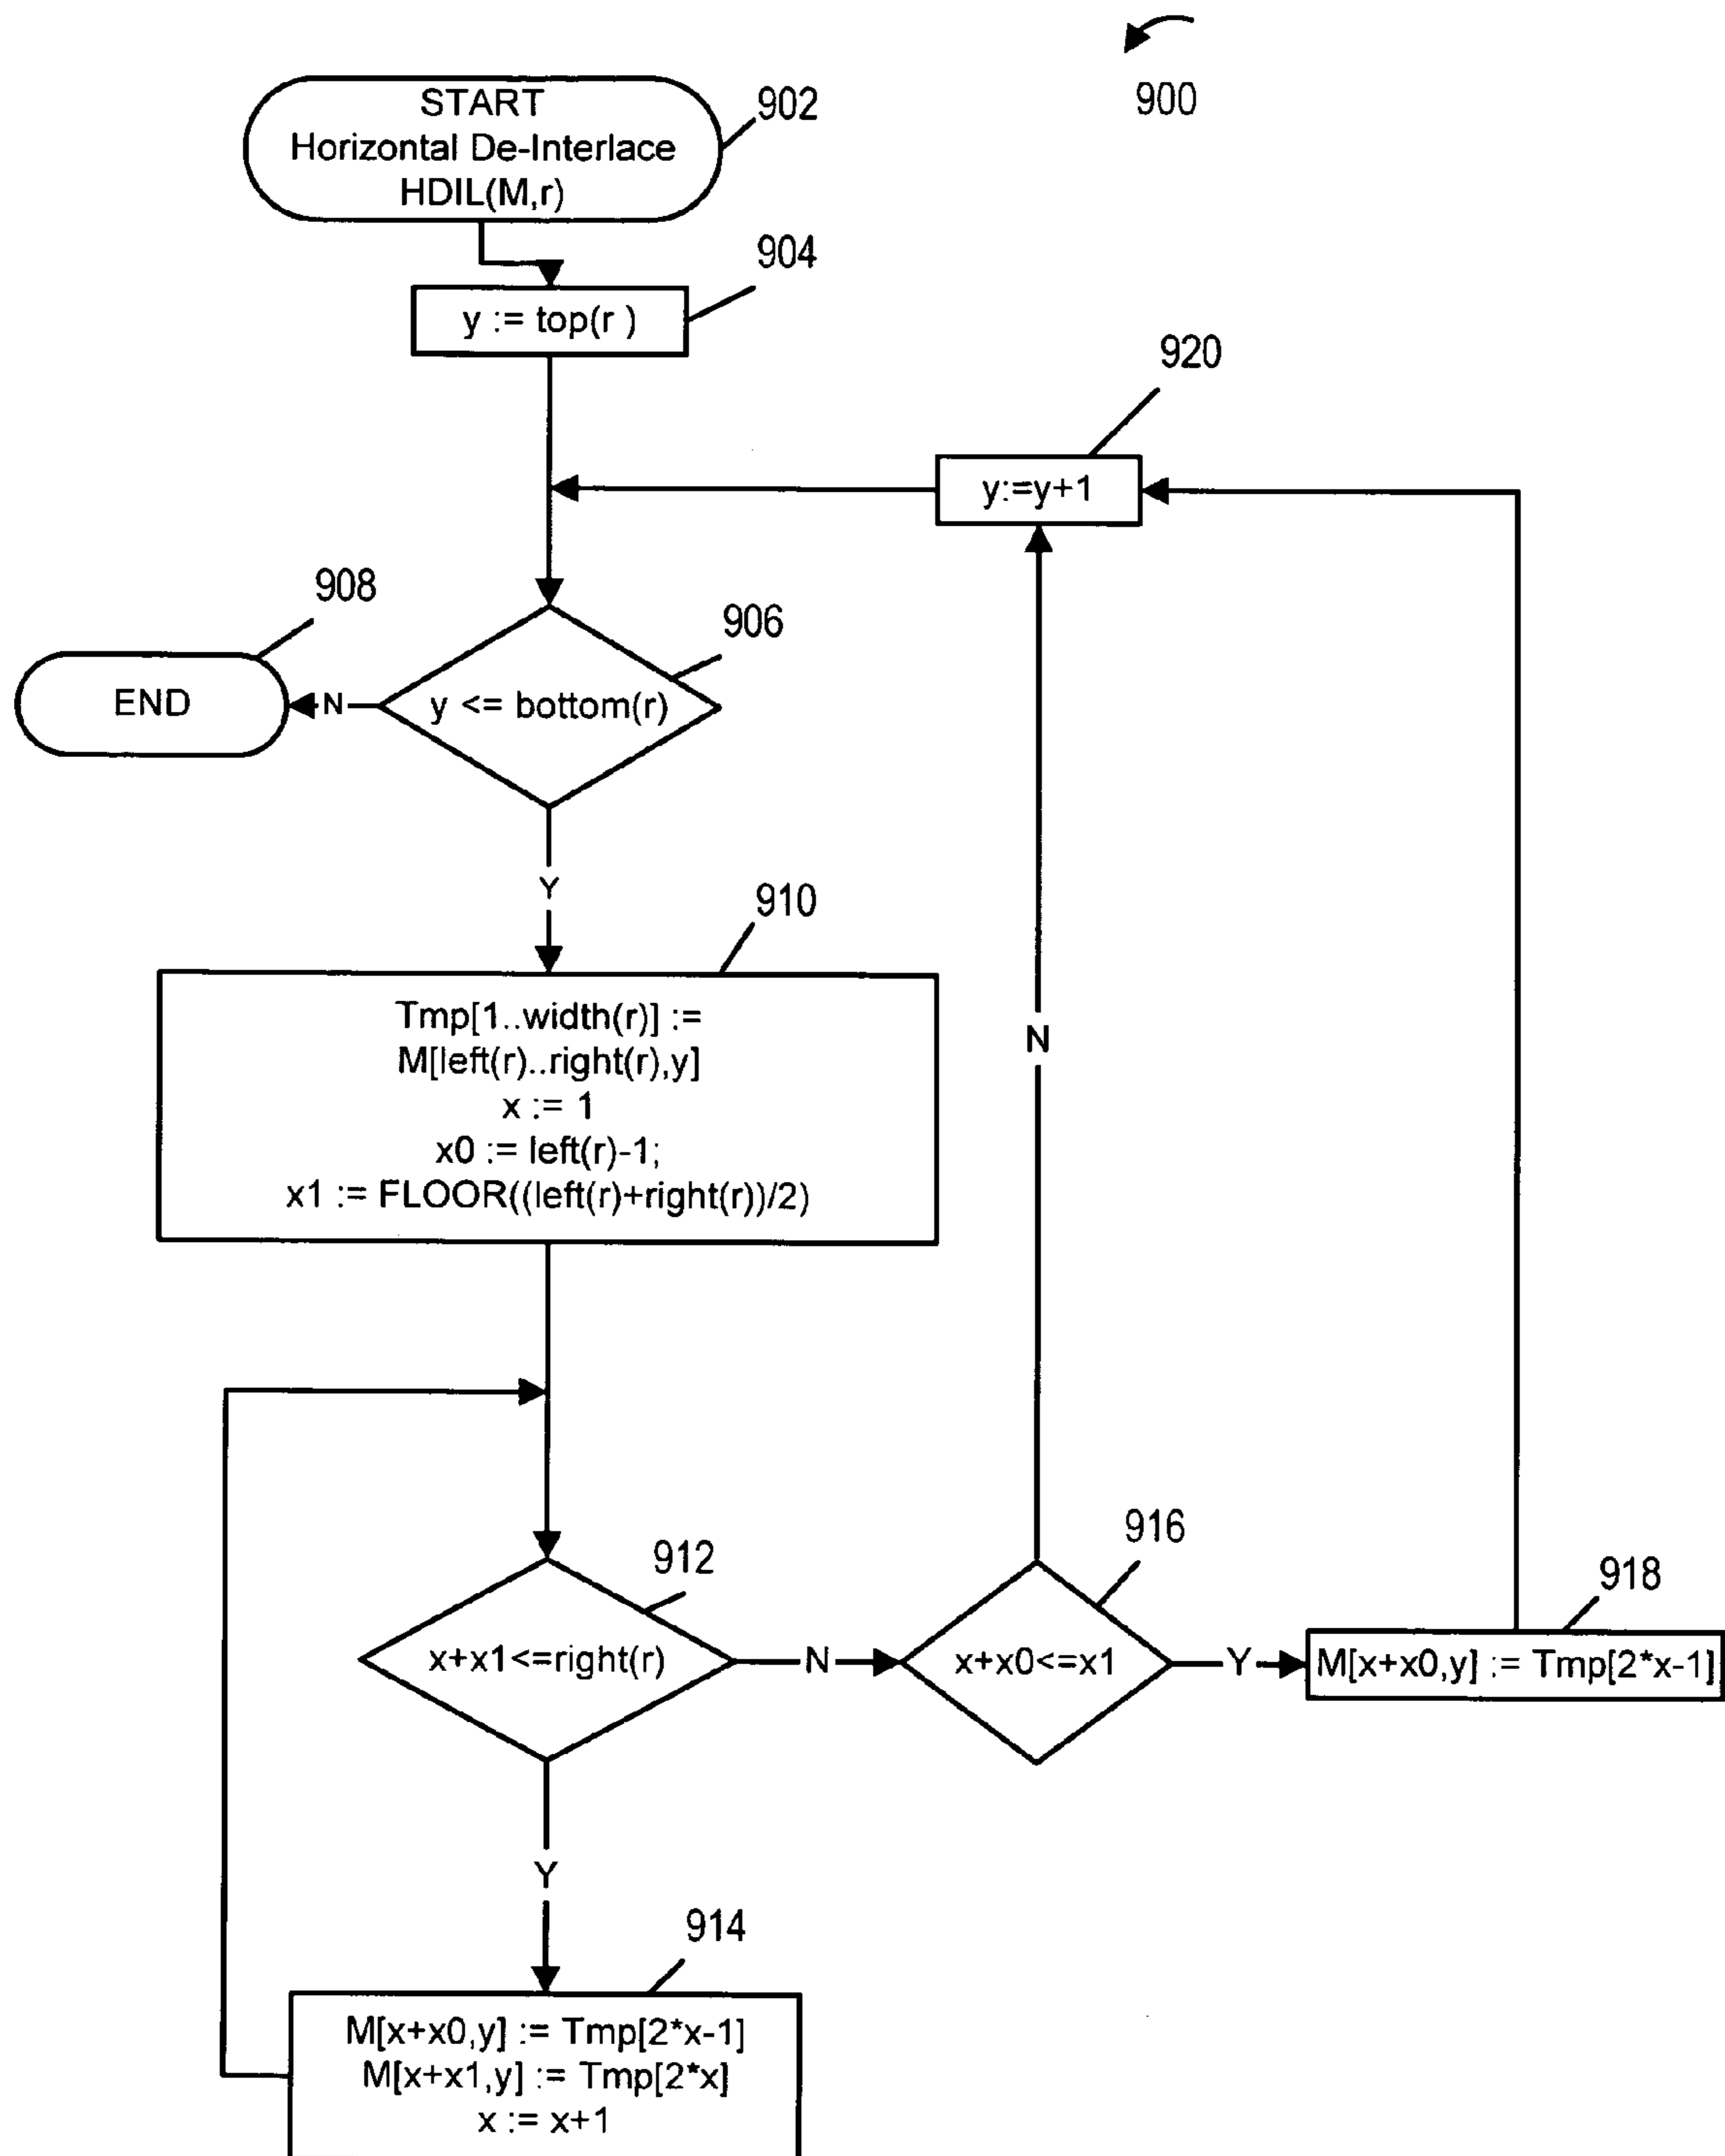 900
START
Horizontal De-Interlace
HDIL(M,r)
902
904
y := top(r )
920
y:=y+1
908
END
N
906
y <= bottom(r)
Y
910
Tmp[1..width(r)] :=
M[left(r)..right(r),y]
x := 1
x0 := left(r)-1;
x1 := FLOOR((left(r)+right(r))/2)
N
912
x+x1<=right(r)
N
916
x+x0<=x1
Y
918
M[x+x0,y] := Tmp[2*x-1]
Y
914
M[x+x0,y] := Tmp[2*x-1]
M[x+x1,y] := Tmp[2*x]
x := x+1